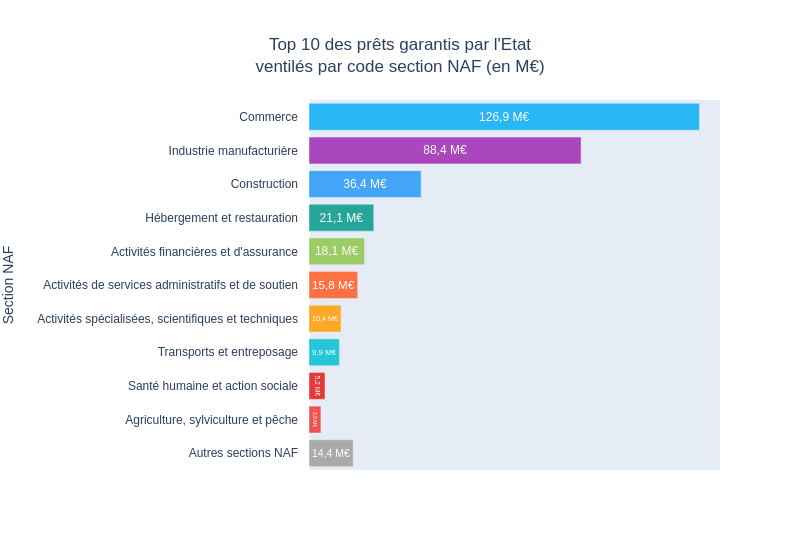 Top 10 des prêts garantis par l'Etat
ventilés par code section NAF (en M€)
Section NAF
Commerce 126,9 M€
Industrie manufacturière 88,4 M€
Construction 36,4 M€
Hébergement et restauration 21,1 M€
Activités financières et d'assurance 18,1 M€
Activités de services administratifs et de soutien 15,8 M€
Activités spécialisées, scientifiques et techniques 10,4 M€
Transports et entreposage 9,9 M€
Santé humaine et action sociale 5,2 M€
Agriculture, sylviculture et pêche M€
Autres sections NAF 14,4 M€